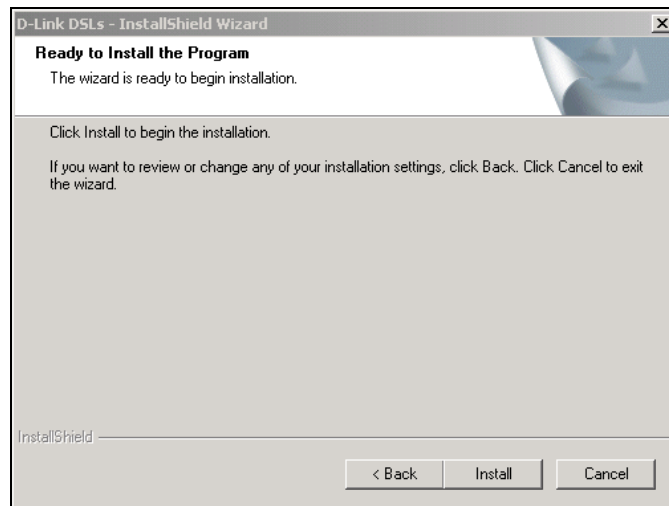 D-Link DSLs - InstallShield Wizard
Ready to Install the Program
The wizard is ready to begin installation.
Click Install to begin the installation.
If you want to review or change any of your installation settings, click Back. Click Cancel to exit
the wizard.
InstallShield
< Back
Install
Cancel